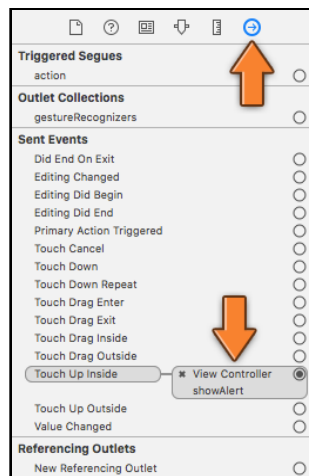 Triggered Segues
action
Outlet Collections
gestureRecognizers
Sent Events
Did End On Exit
Editing Changed
Editing Did Begin
Editing Did End
Primary Action Triggered
Touch Cancel
Touch Down
Touch Down Repeat
Touch Drag Enter
Touch Drag Exit
Touch Drag Inside
Touch Drag Outside
Touch Up Inside View Controller
showAlert
Touch Up Outside
Value Changed
Referencing Outlets
New Referencing Outlet